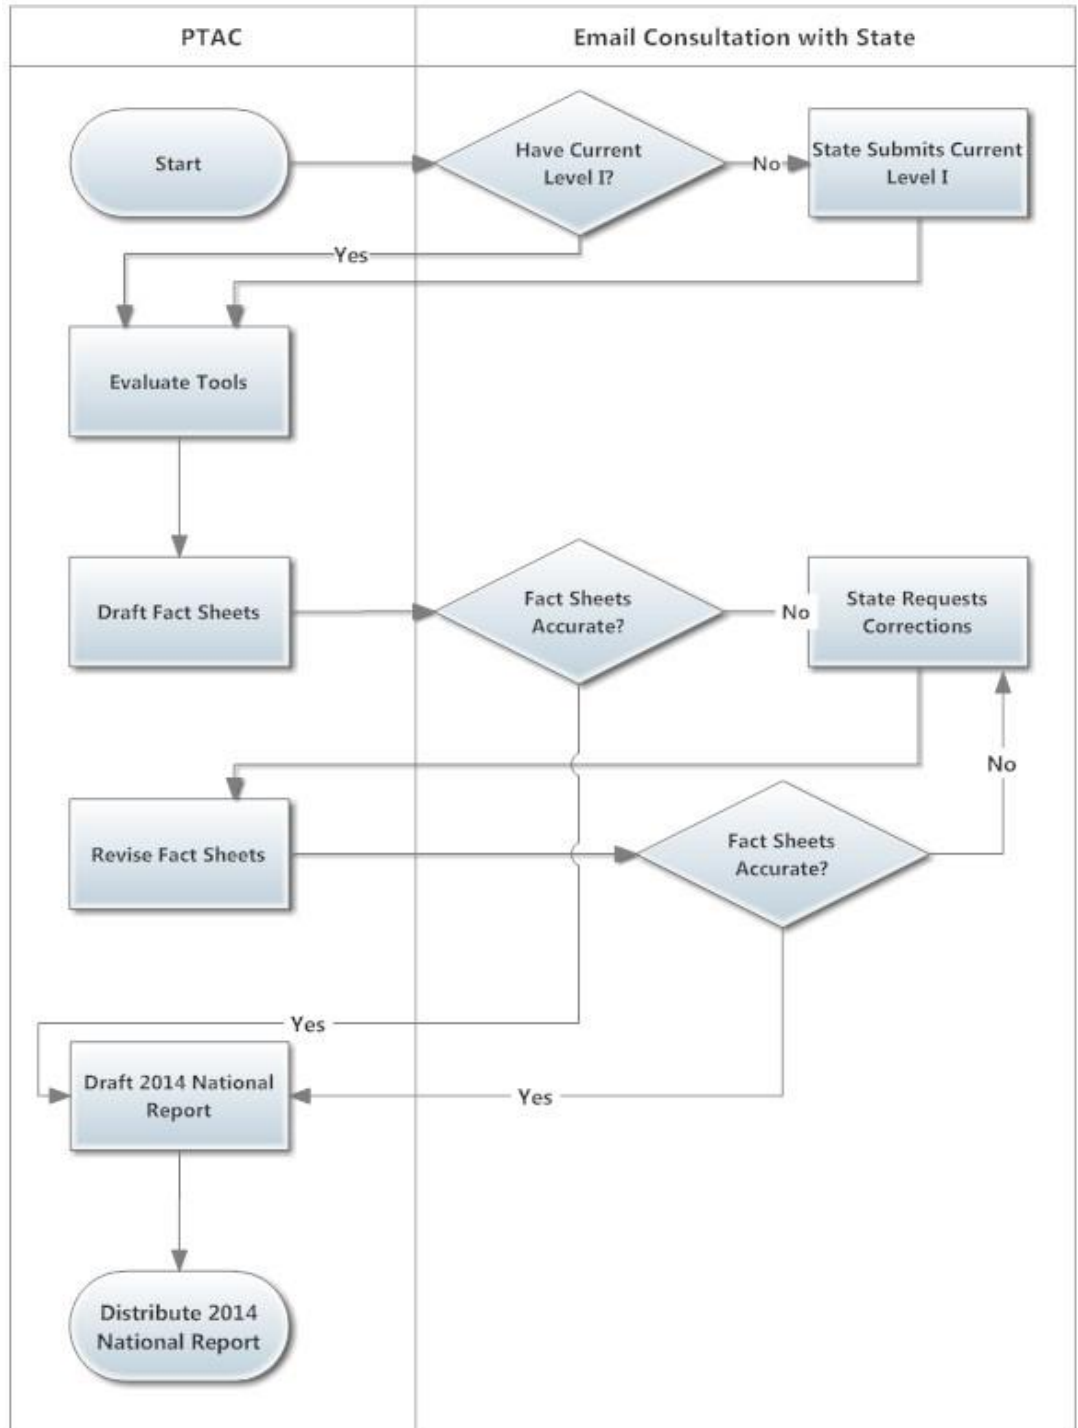 PTAC
Email Consultation with State
Start
Have Current
Level I?
No
State Submits Current
Level I
Yes
Evaluate Tools
Draft Fact Sheets
Fact Sheets
Accurate?
No
State Requests
Corrections
No
Revise Fact Sheets
Fact Sheets
Accurate?
Yes
Draft 2014 National
Report
Yes
Distribute 2014
National Report